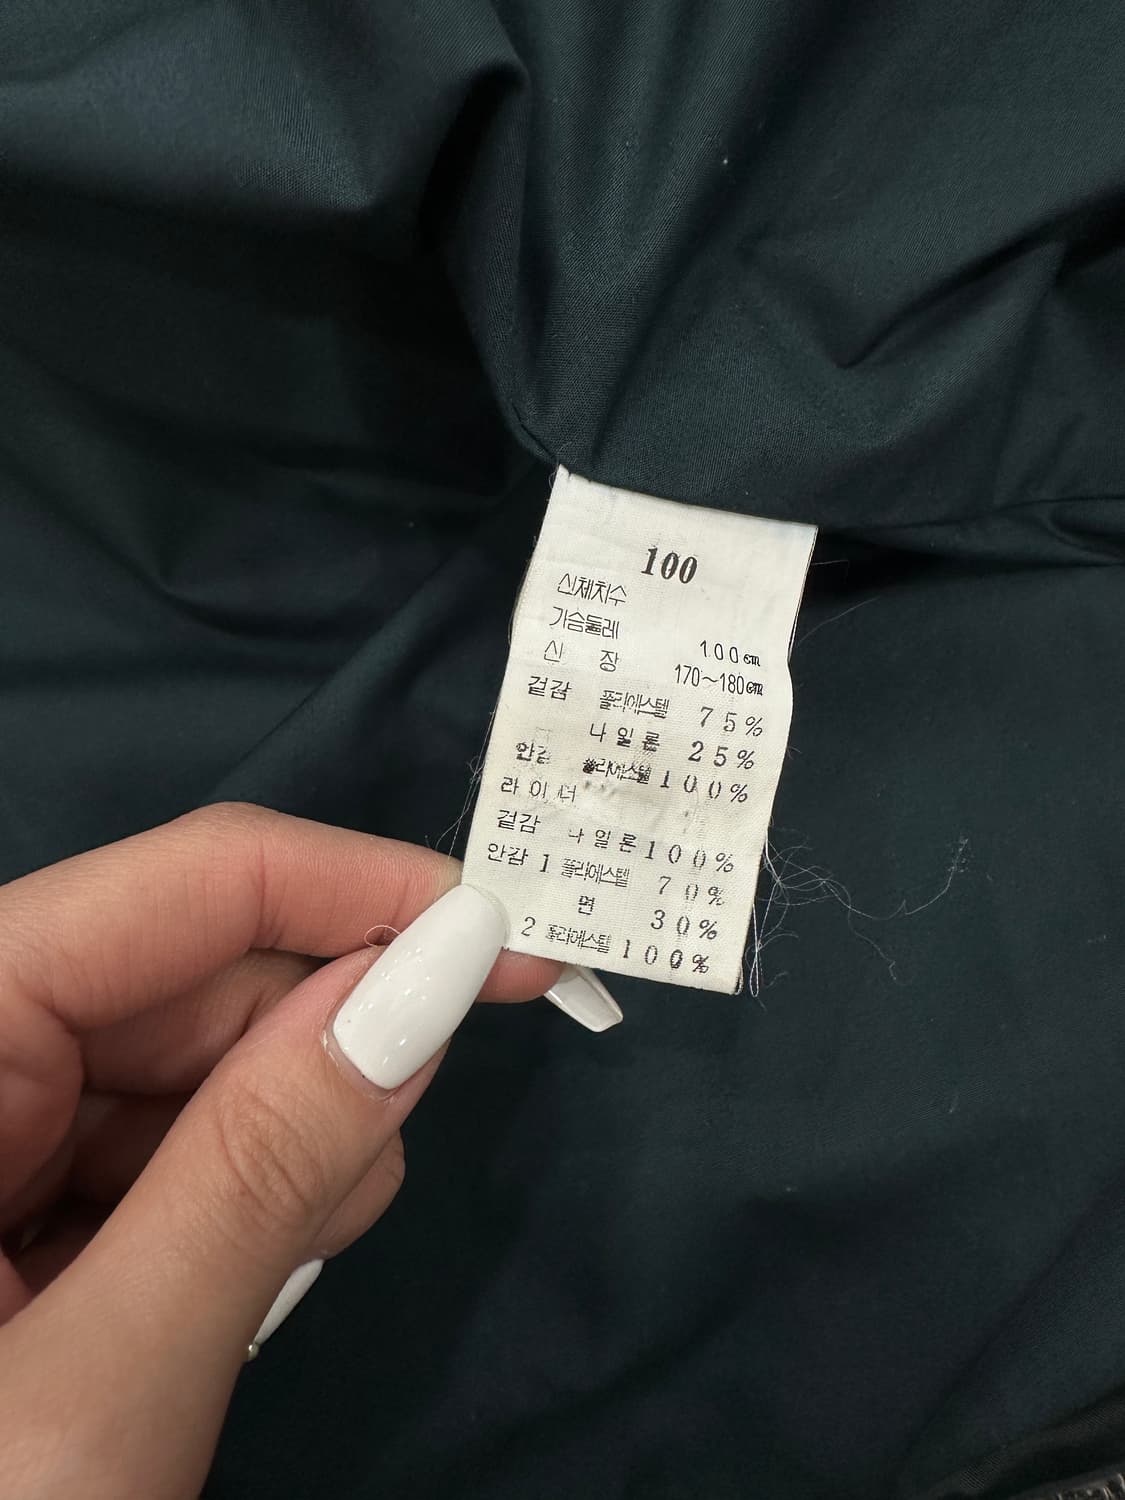 100
신체치수
가슴둘레 100cm
신 장 170~180cm
겉감 폴리에스텔 75%
나일론 25%
안감 폴리에스텔 100%
라이너
겉감 나일론 100%
안감 1 폴리에스텔 70%
면 30%
2 폴리에스텔 100%